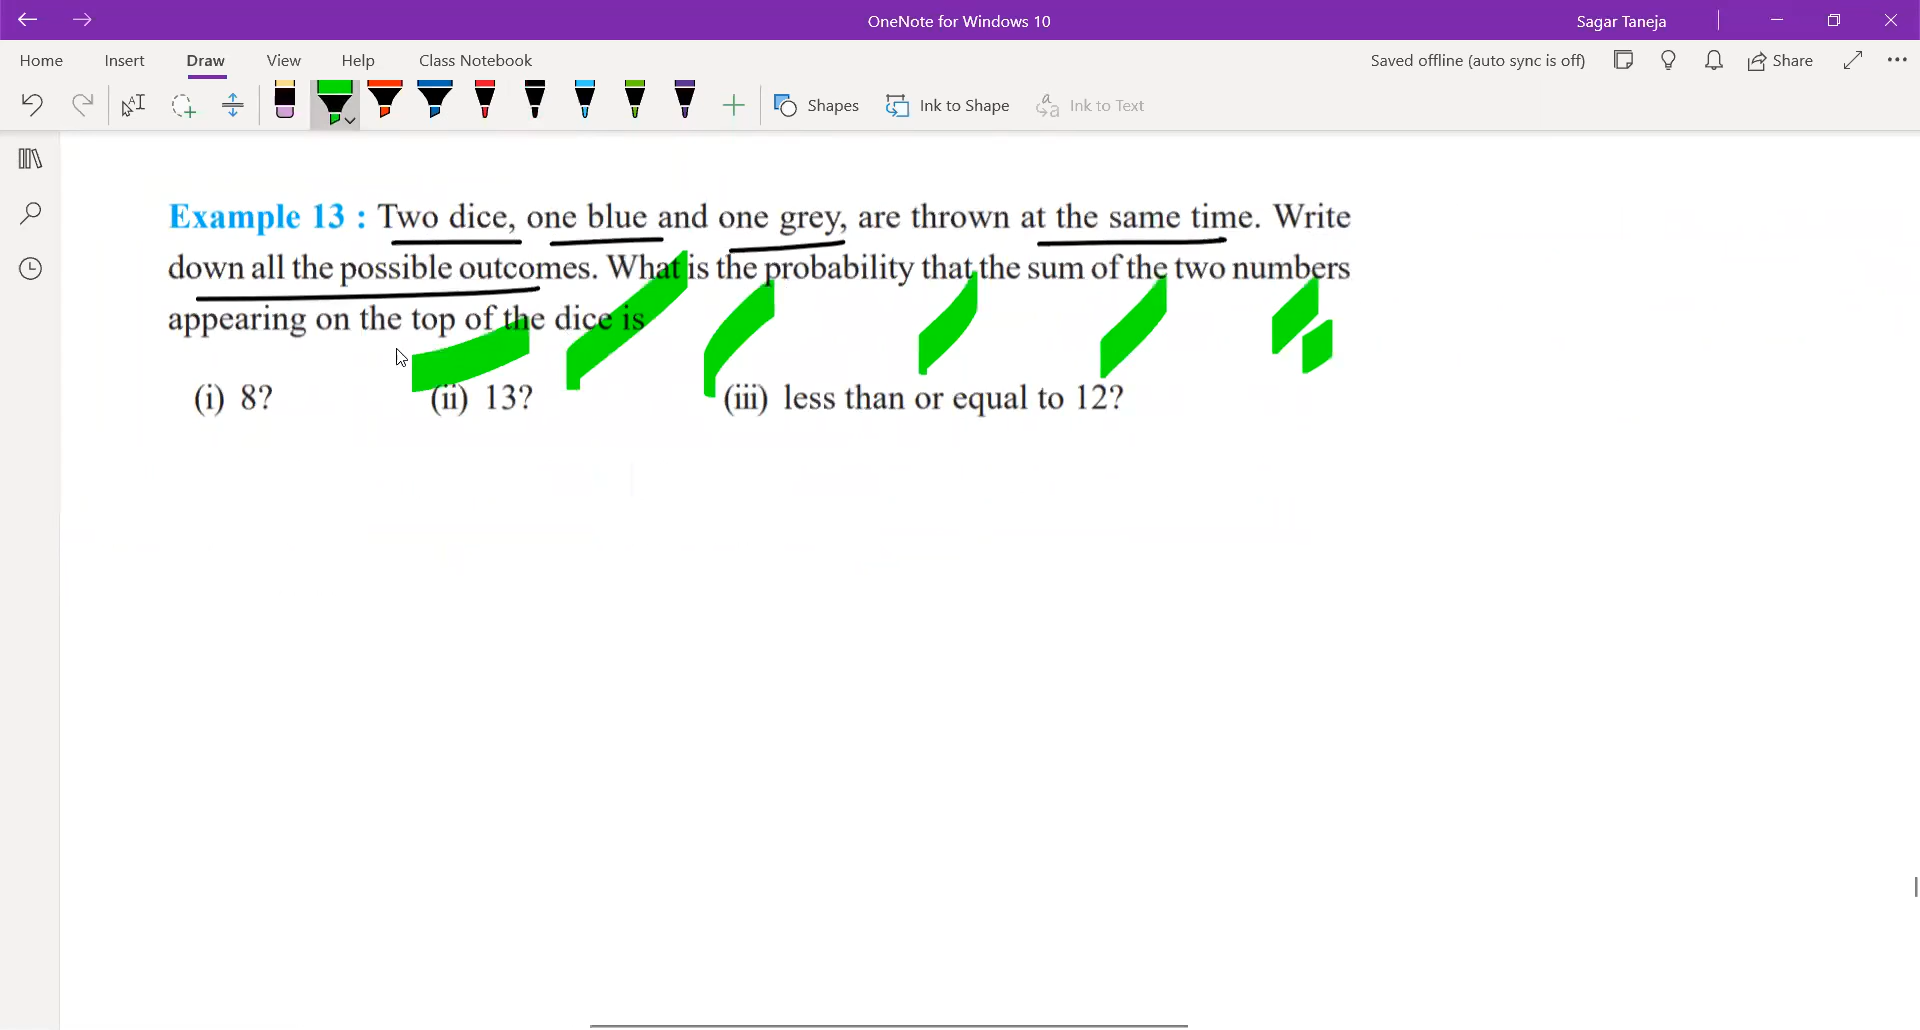 OneNote for Windows 10
Sagar Taneja
Home Insert Draw View Help Class Notebook
Saved offline (auto sync is off) Share
AI Shapes Ink to Shape Ink to Text
Example 13 : Two dice, one blue and one grey, are thrown at the same time. Write
down all the possible outcomes. What is the probability that the sum of the two numbers
appearing on the top of the dice is
(i) 8? (ii) 13? (iii) less than or equal to 12?